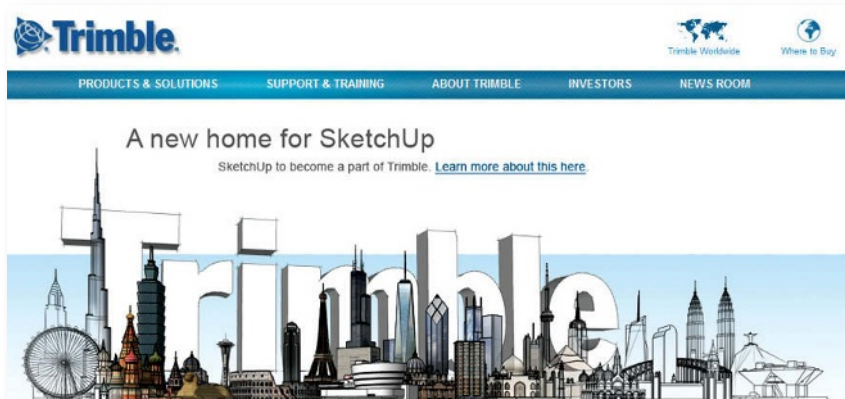 Trimble.
Trimble Worldwide
Where to Buy
PRODUCTS & SOLUTIONS SUPPORT & TRAINING ABOUT TRIMBLE INVESTORS NEWS ROOM
A new home for SketchUp
SketchUp to become a part of Trimble. Learn more about this here.
Trimble